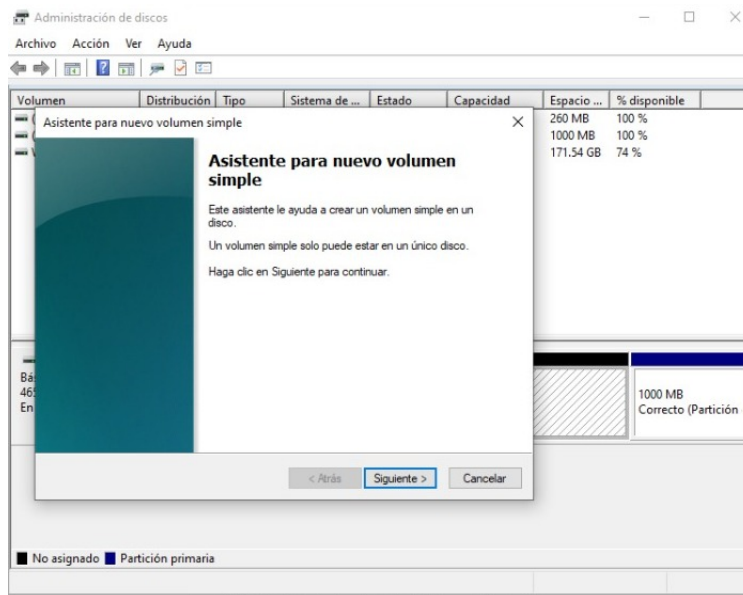 Administración de discos
Archivo Acción Ver Ayuda
Volumen Distribución Tipo Sistema de ... Estado Capacidad Espacio ... % disponible
260 MB 100 %
1000 MB 100 %
171.54 GB 74 %
Asistente para nuevo volumen simple
Asistente para nuevo volumen
simple
Este asistente le ayuda a crear un volumen simple en un
disco.
Un volumen simple solo puede estar en un único disco.
Haga clic en Siguiente para continuar.
< Atrás Siguiente > Cancelar
Bá
465
En
1000 MB
Correcto (Partición
No asignado Partición primaria